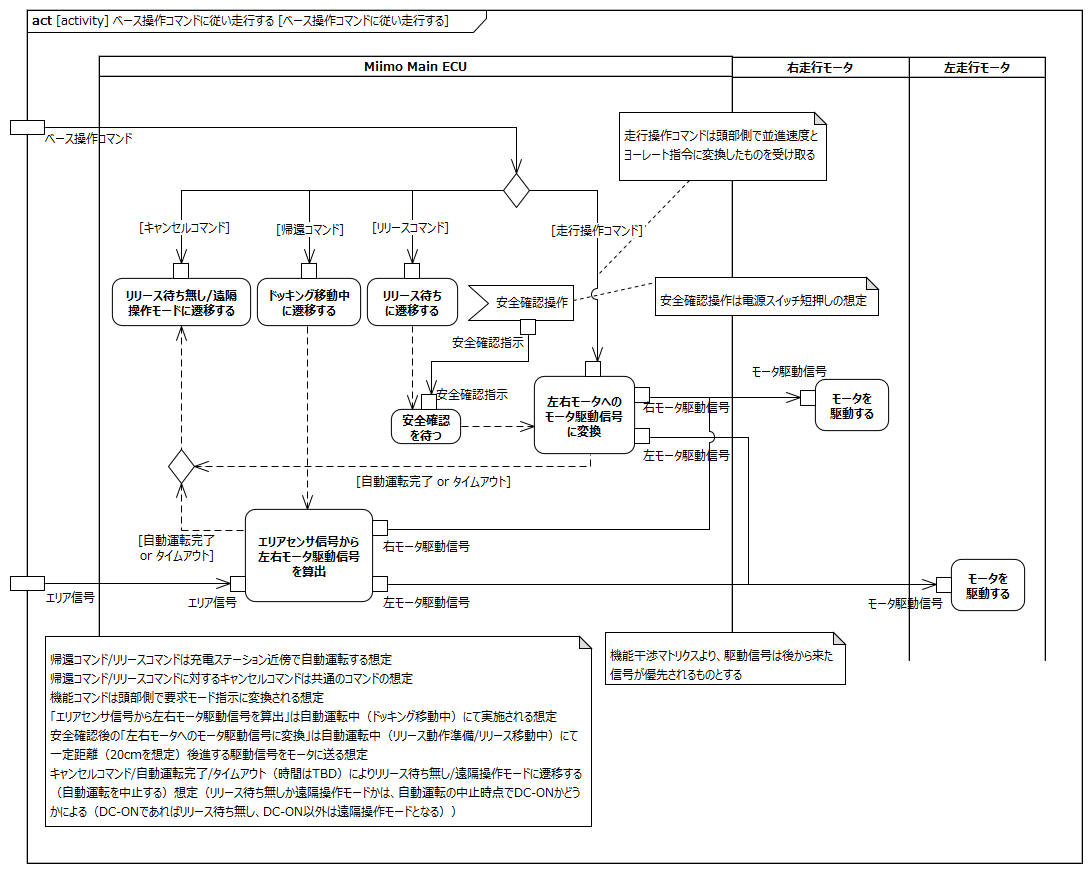 act [activity] ベース操作コマンドに従い走行する [ベース操作コマンドに従い走行する]
Miimo Main ECU
右走行モータ
左走行モータ
ベース操作コマンド
走行操作コマンドは頭部側で並進速度と
ヨーレート指令に変換したものを受け取る
[キャンセルコマンド]
[帰還コマンド]
[リリースコマンド]
[走行操作コマンド]
リリース待ち無し/遠隔
操作モードに遷移する
ドッキング移動中
に遷移する
リリース待ち
に遷移する
安全確認操作
安全確認操作は電源スイッチ短押しの想定
安全確認指示
安全確認指示
安全確認
を待つ
左右モータへの
モータ駆動信号
に変換
モータ駆動信号
右モータ駆動信号
モータを
駆動する
左モータ駆動信号
[自動運転完了 or タイムアウト]
[自動運転完了
or タイムアウト]
エリアセンサ信号から
左右モータ駆動信号
を算出
右モータ駆動信号
エリア信号
エリア信号
左モータ駆動信号
モータ駆動信号
モータを
駆動する
帰還コマンド/リリースコマンドは充電ステーション近傍で自動運転する想定
帰還コマンド/リリースコマンドに対するキャンセルコマンドは共通のコマンドの想定
機能コマンドは頭部側で要求モード指示に変換される想定
「エリアセンサ信号から左右モータ駆動信号を算出」は自動運転中（ドッキング移動中）にて実施される想定
安全確認後の「左右モータへのモータ駆動信号に変換」は自動運転中（リリース動作準備/リリース移動中）にて
一定距離（20cmを想定）後進する駆動信号をモータに送る想定
キャンセルコマンド/自動運転完了/タイムアウト（時間はTBD）によりリリース待ち無し/遠隔操作モードに遷移する
（自動運転を中止する）想定（リリース待ち無しか遠隔操作モードかは、自動運転の中止時点でDC-ONかどう
かによる（DC-ONであればリリース待ち無し、DC-ON以外は遠隔操作モードとなる））
機能干渉マトリクスより、駆動信号は後から来た
信号が優先されるものとする